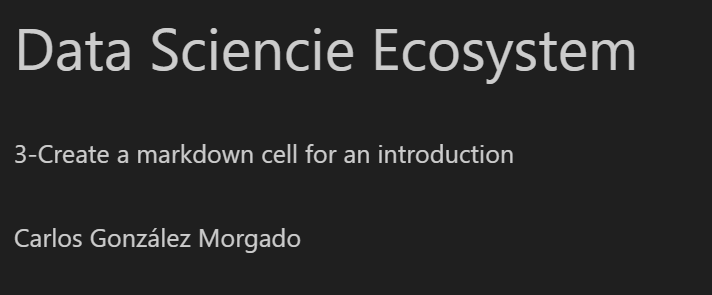 Data Sciencie Ecosystem
3-Create a markdown cell for an introduction
Carlos González Morgado